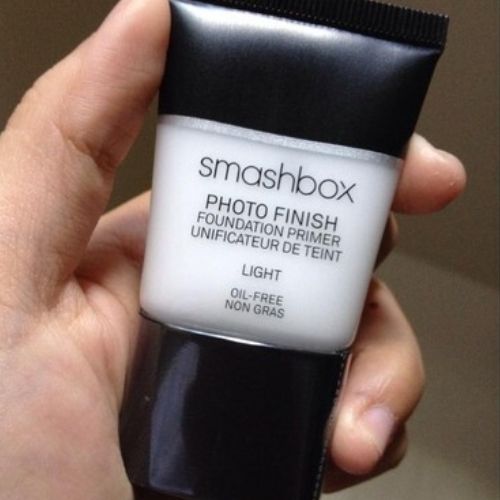 smashbox
PHOTO FINISH
FOUNDATION PRIMER
UNIFICATEUR DE TEINT
LIGHT
OIL-FREE
NON GRAS